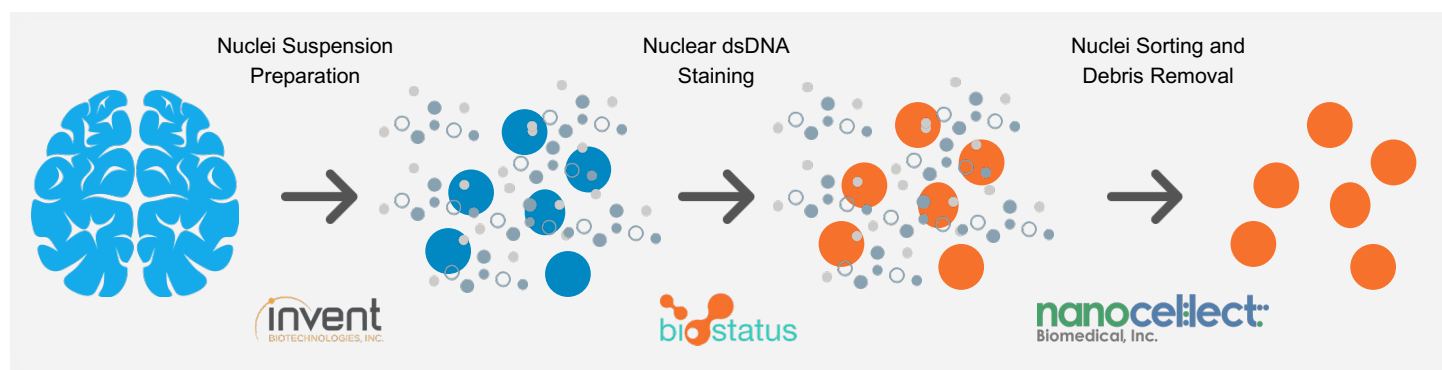 Nuclei Suspension
Preparation
Nuclear dsDNA
Staining
Nuclei Sorting and
Debris Removal
invent
BIOTECHNOLOGIES, INC.
biostatus
nanocellect
Biomedical, Inc.